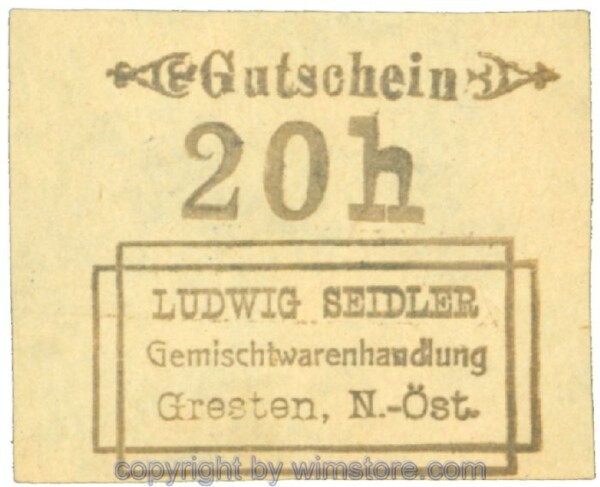 Gutschein
20h
LUDWIG SEIDLER
Gemischtwarenhandlung
Gresten, N.-Öst.
copyright by wimstore.com